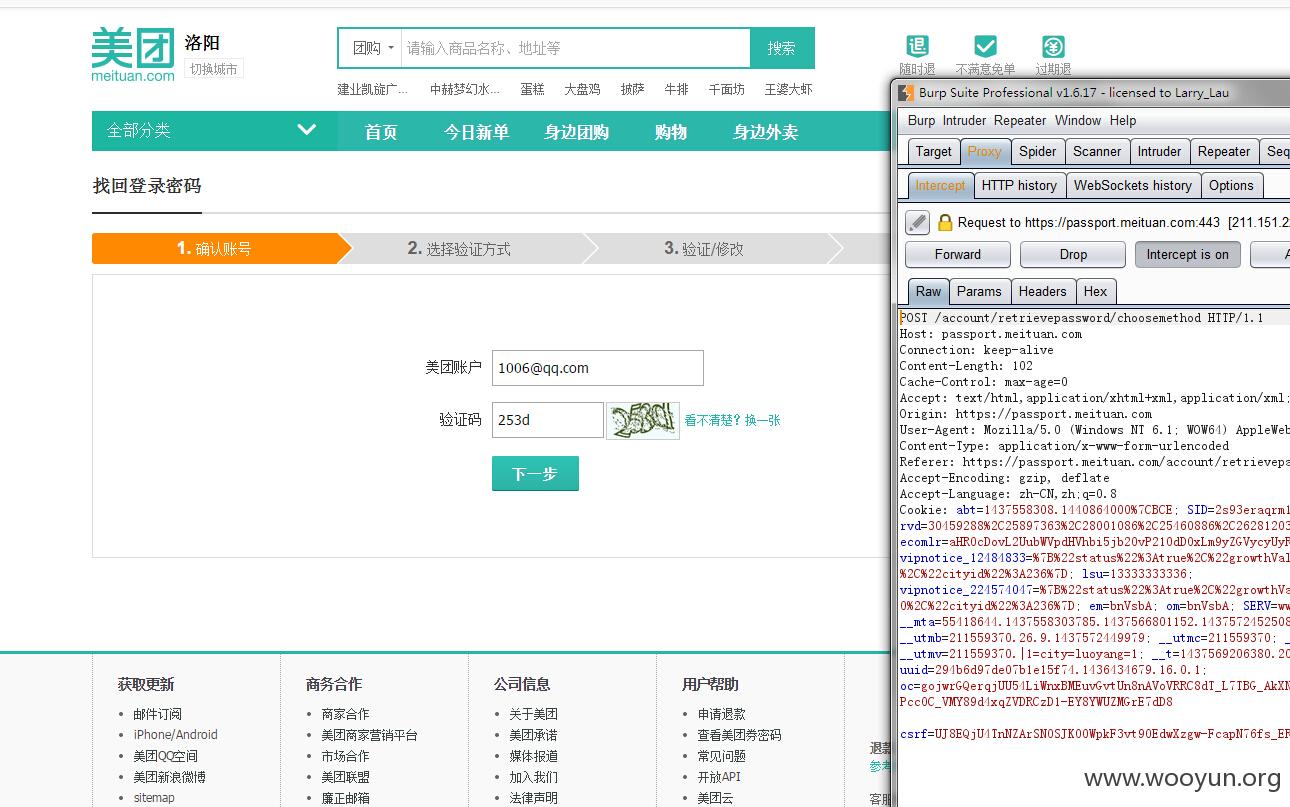 美团
meituan.com
洛阳
切换城市
团购
请输入商品名称、地址等
搜索
建业凯旋广...
中赫梦幻水...
蛋糕
大盘鸡
披萨
牛排
千面坊
王婆大虾
随时退
不满意免单
过期退
全部分类
首页
今日新单
身边团购
购物
身边外卖
找回登录密码
1. 确认账号
2. 选择验证方式
3. 验证/修改
美团账户
1006@qq.com
验证码
253d
看不清楚？换一张
下一步
获取更新
邮件订阅
iPhone/Android
美团QQ空间
美团新浪微博
sitemap
商务合作
商家合作
美团商家营销平台
市场合作
美团联盟
廉正邮箱
公司信息
关于美团
美团承诺
媒体报道
加入我们
法律声明
用户帮助
申请退款
查看美团券密码
常见问题
开放API
美团云
Burp Suite Professional v1.6.17 - licensed to Larry_Lau
Burp Intruder Repeater Window Help
Target Proxy Spider Scanner Intruder Repeater Seq
Intercept HTTP history WebSockets history Options
Request to https://passport.meituan.com:443 [211.151.2
Forward Drop Intercept is on A
Raw Params Headers Hex
POST /account/retrievepassword/choosemethod HTTP/1.1
Host: passport.meituan.com
Connection: keep-alive
Content-Length: 102
Cache-Control: max-age=0
Accept: text/html,application/xhtml+xml,application/xml;
Origin: https://passport.meituan.com
User-Agent: Mozilla/5.0 (Windows NT 6.1; WOW64) AppleWeb
Content-Type: application/x-www-form-urlencoded
Referer: https://passport.meituan.com/account/retrievepa
Accept-Encoding: gzip, deflate
Accept-Language: zh-CN,zh;q=0.8
Cookie: abt=1437558308.1440864000%7CBCE; SID=2s93eraqrm1
rvd=30459288%2C25897363%2C28001086%2C25460886%2C26281203
vipnotice_12484833=%7B%22status%22%3Atrue%2C%22growthVal
%2C%22cityid%22%3A236%7D; lsu=13333333336;
vipnotice_224574047=%7B%22status%22%3Atrue%2C%22growthVa
0%2C%22cityid%22%3A236%7D; em=bnVsbA; om=bnVsbA; SERV=ww
__mta=55418644.1437558303785.1437566801152.1437572452508
__utmb=211559370.26.9.1437572449979; __utmc=211559370; _
__utmv=211559370.|1=city=luoyang=1; __t=1437569206380.20
uuid=294b6d97de07b1e15f74.1436434679.16.0.1;
www.wooyun.org